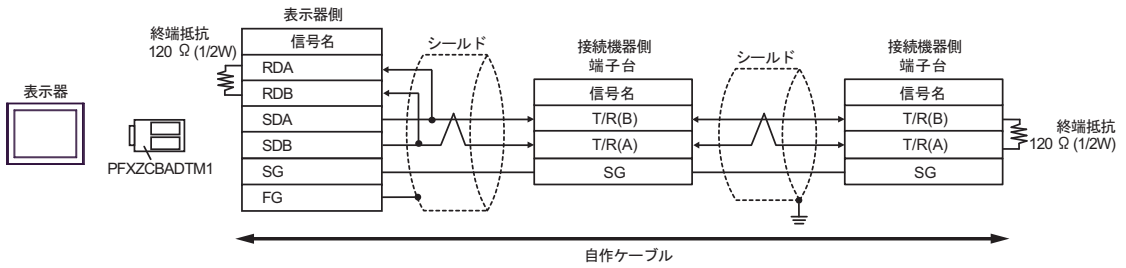 表示器
PFXZCBADTM1
終端抵抗
120 Ω (1/2W)
表示器側
信号名
RDA
RDB
SDA
SDB
SG
FG
シールド
接続機器側
端子台
信号名
T/R(B)
T/R(A)
SG
シールド
接続機器側
端子台
信号名
T/R(B)
T/R(A)
SG
終端抵抗
120 Ω (1/2W)
自作ケーブル